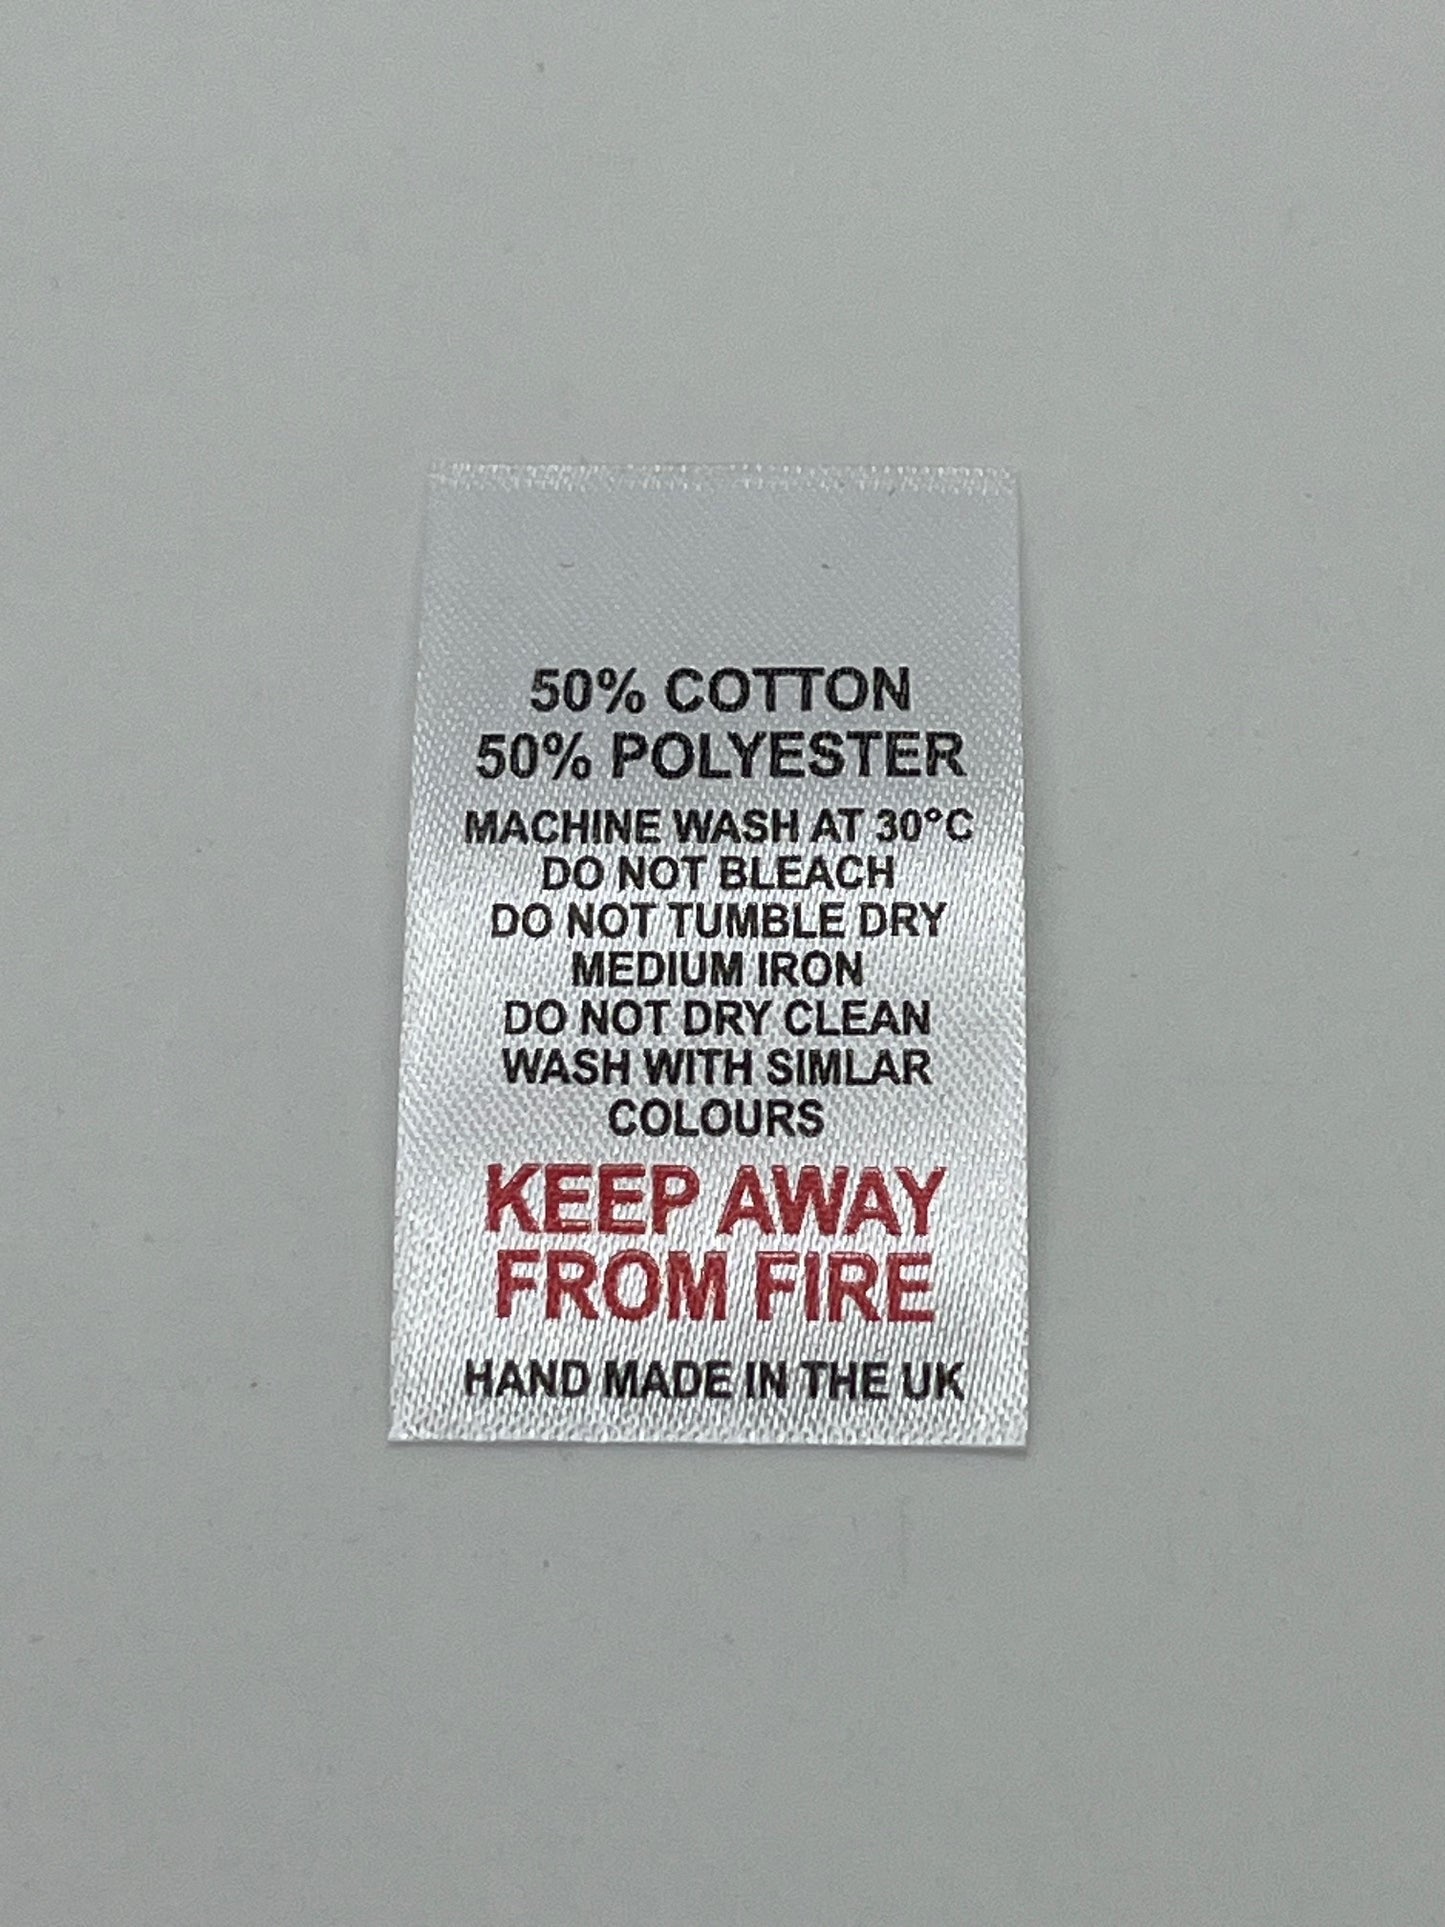 50% COTTON
50% POLYESTER
MACHINE WASH AT 30°C
DO NOT BLEACH
DO NOT TUMBLE DRY
MEDIUM IRON
DO NOT DRY CLEAN
WASH WITH SIMLAR
COLOURS
KEEP AWAY
FROM FIRE
HAND MADE IN THE UK